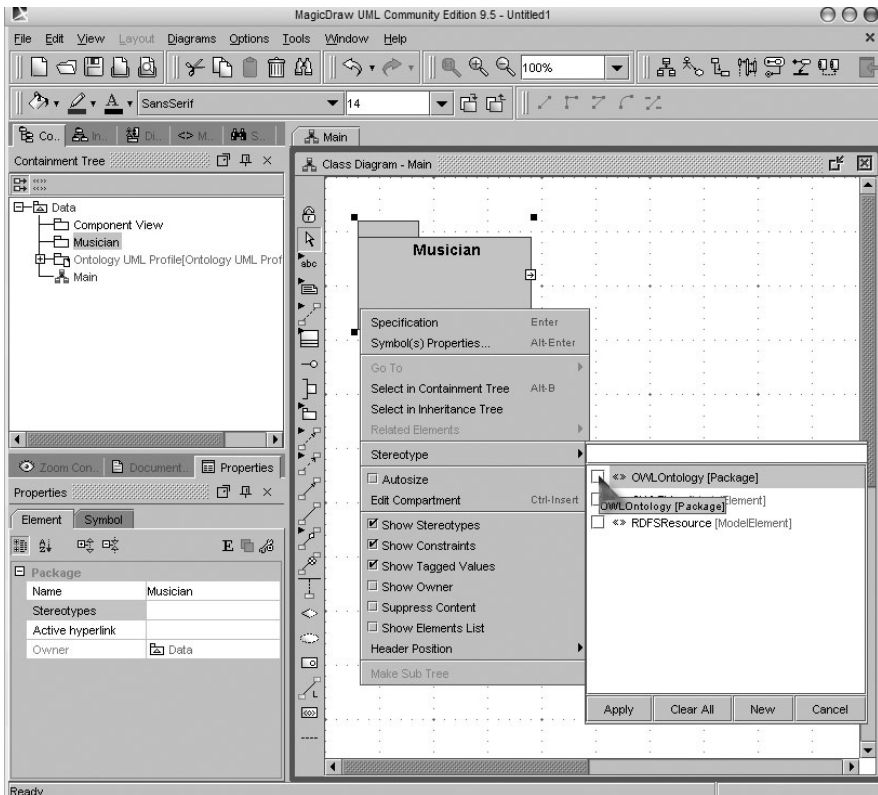 MagicDraw UML Community Edition 9.5 - Untitled1
File Edit View Layout Diagrams Options Tools Window Help
100%
A SansSerif 14
Co.. In.. Di.. M.. S..
Main
Containment Tree
Class Diagram - Main
Data
Component View
Musician
Ontology UML Profile[Ontology UML Prof
Main
abc
Musician
Specification Enter
Symbol(s) Properties... Alt-Enter
Go To
Select in Containment Tree Alt-B
Select in Inheritance Tree
Related Elements
Stereotype
Autosize
Edit Compartment Ctrl-Insert
Show Stereotypes
Show Constraints
Show Tagged Values
Show Owner
Suppress Content
Show Elements List
Header Position
Make Sub Tree
«» OWLOntology [Package]
OWLOntology [Package]
«» RDFSResource [ModelElement]
Apply Clear All New Cancel
Zoom Con.. Document.. Properties
Properties
Element Symbol
E
Package
Name Musician
Stereotypes
Active hyperlink
Owner Data
Ready